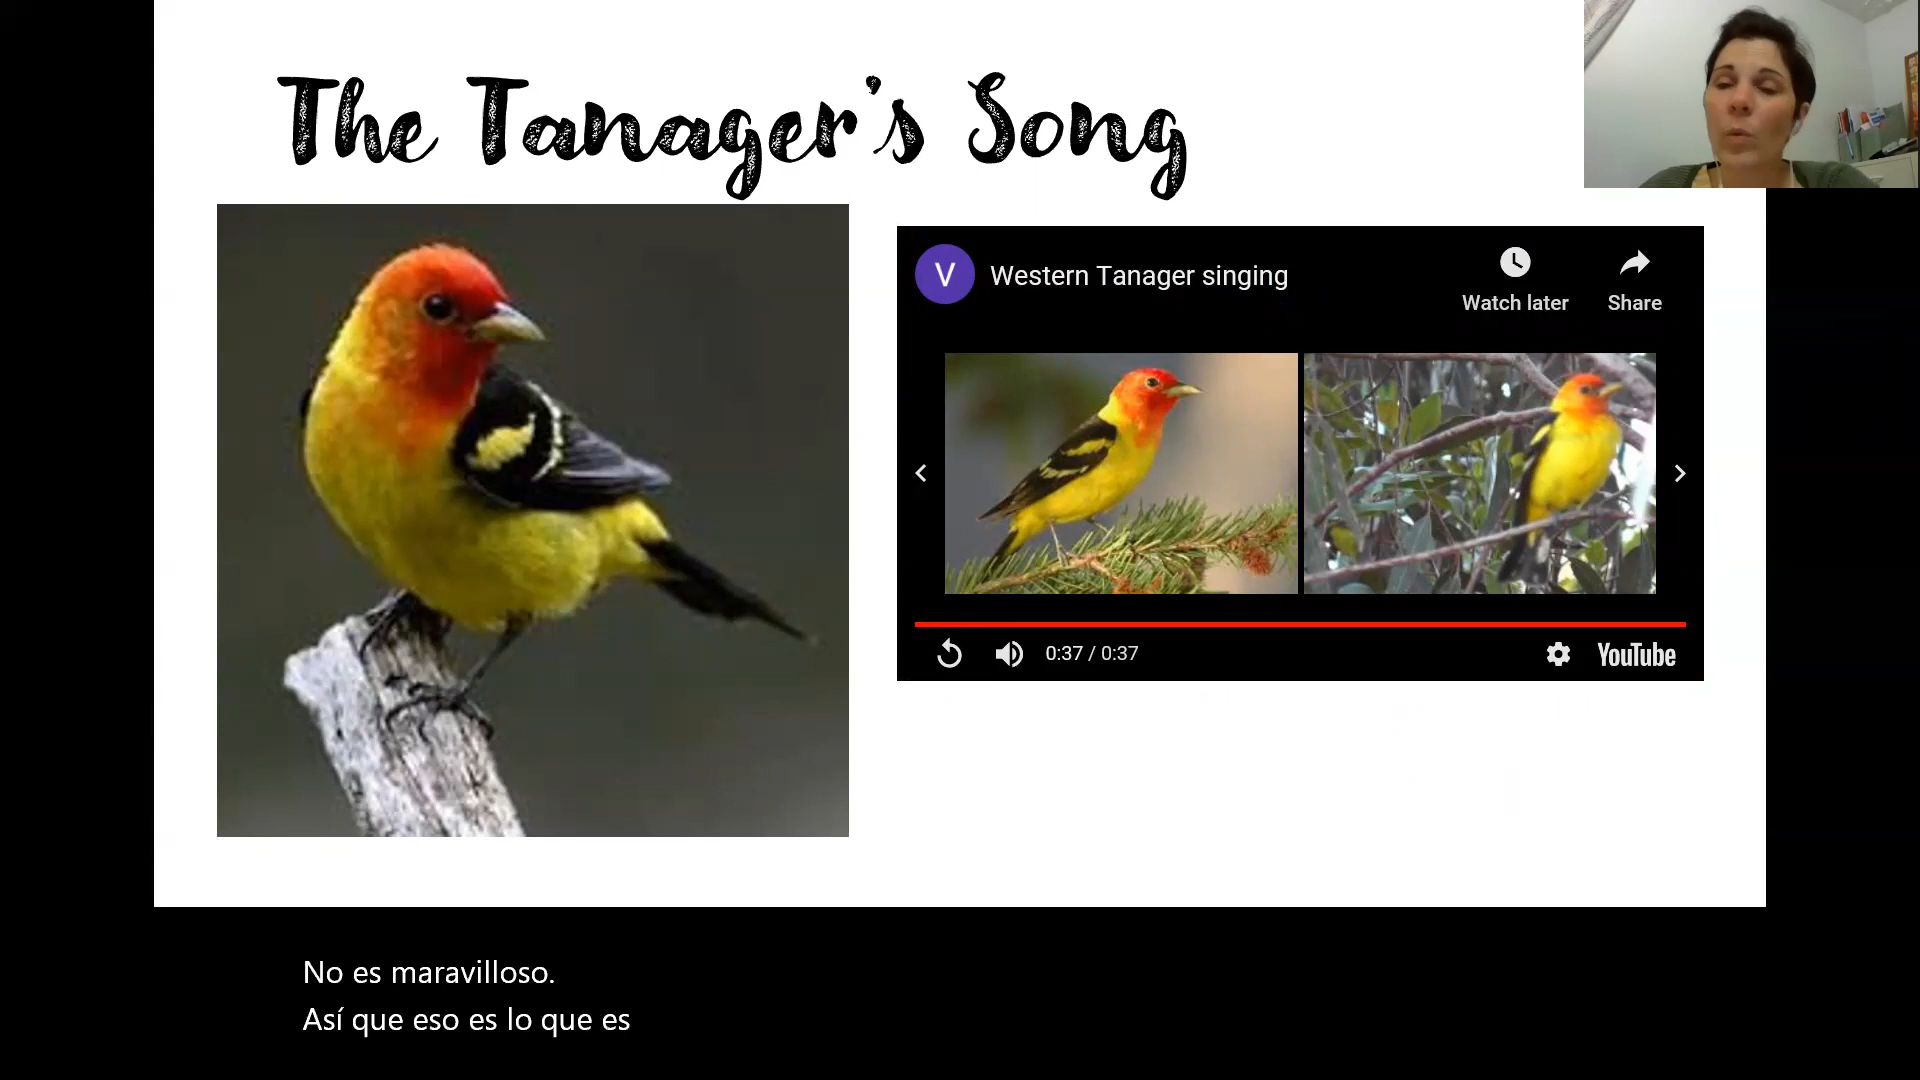 The Tanager's Song
V
Western Tanager singing
Watch later
Share
0:37 / 0:37
YouTube
No es maravilloso.
Así que eso es lo que es